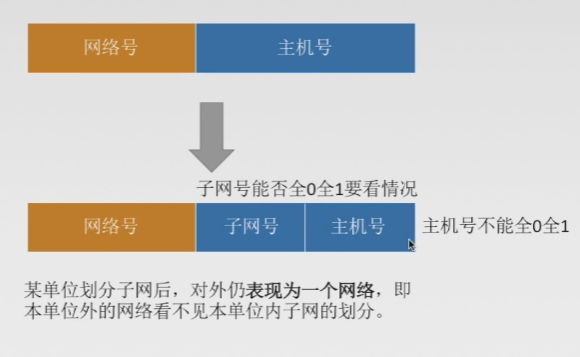 网络号 主机号
子网号能否全0全1要看情况
网络号 子网号 主机号 主机号不能全0全1
某单位划分子网后，对外仍表现为一个网络，即
本单位外的网络看不见本单位内子网的划分。